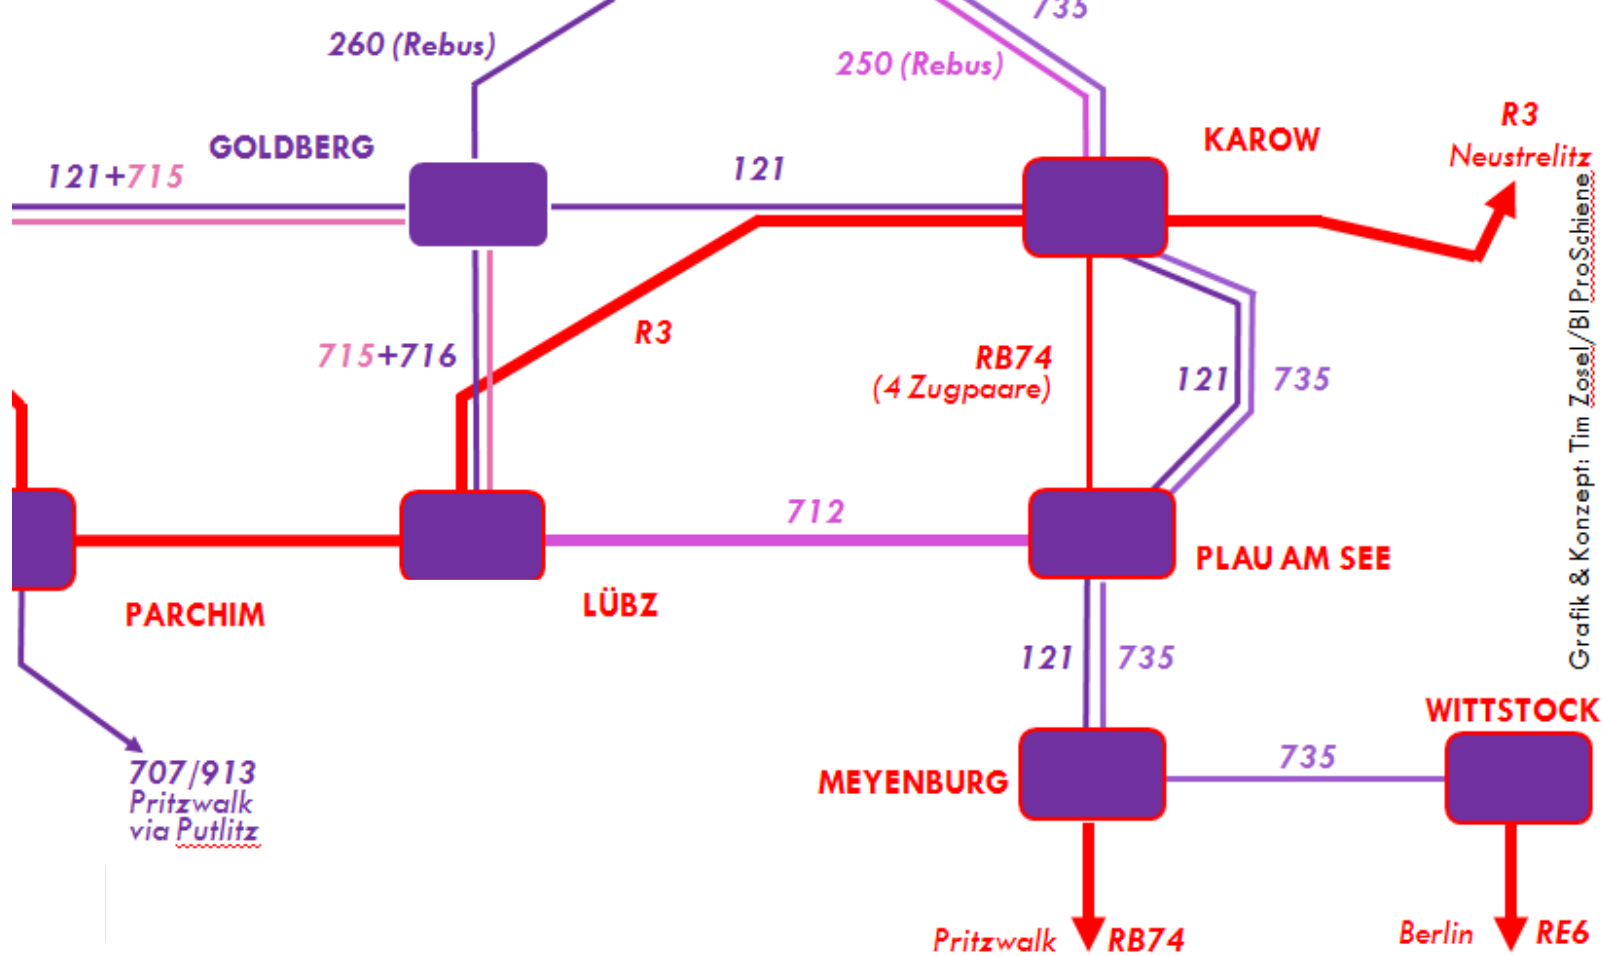 735
260 (Rebus)
250 (Rebus)
R3
Neustrelitz
KAROW
GOLDBERG
121+715
121
R3
715+716
RB74
(4 Zugpaare)
121
735
712
PLAU AM SEE
LÜBZ
PARCHIM
121
735
WITTSTOCK
735
MEYENBURG
707/913
Pritzwalk
via Putlitz
Pritzwalk
RB74
Berlin
RE6
Grafik & Konzept: Tim Zosel/BI ProSchiene